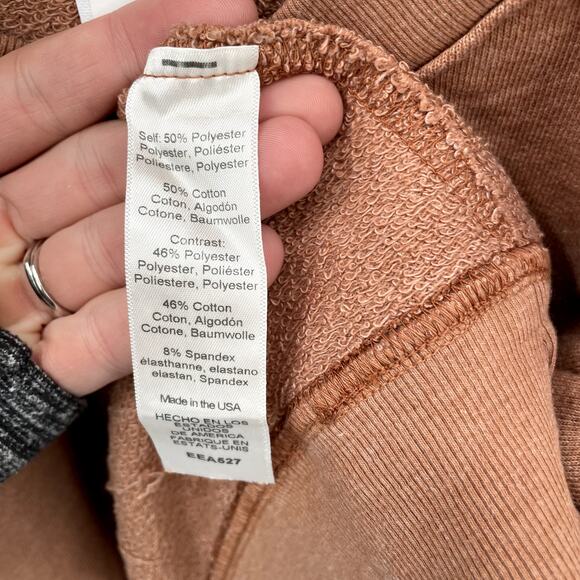 Self: 50% Polyester
Polyester, Poliéster
Poliestere, Polyester
50% Cotton
Coton, Algodón
Cotone, Baumwolle
Contrast:
46% Polyester
Polyester, Poliéster
Poliestere, Polyester
46% Cotton
Coton, Algodón
Cotone, Baumwolle
8% Spandex
élasthanne, elastano
elastan, Spandex
Made in the USA
HECHO EN LOS
ESTADOS
UNIDOS
DE AMERICA
FABRIQUE EN
ETATS-UNIS
EEA527